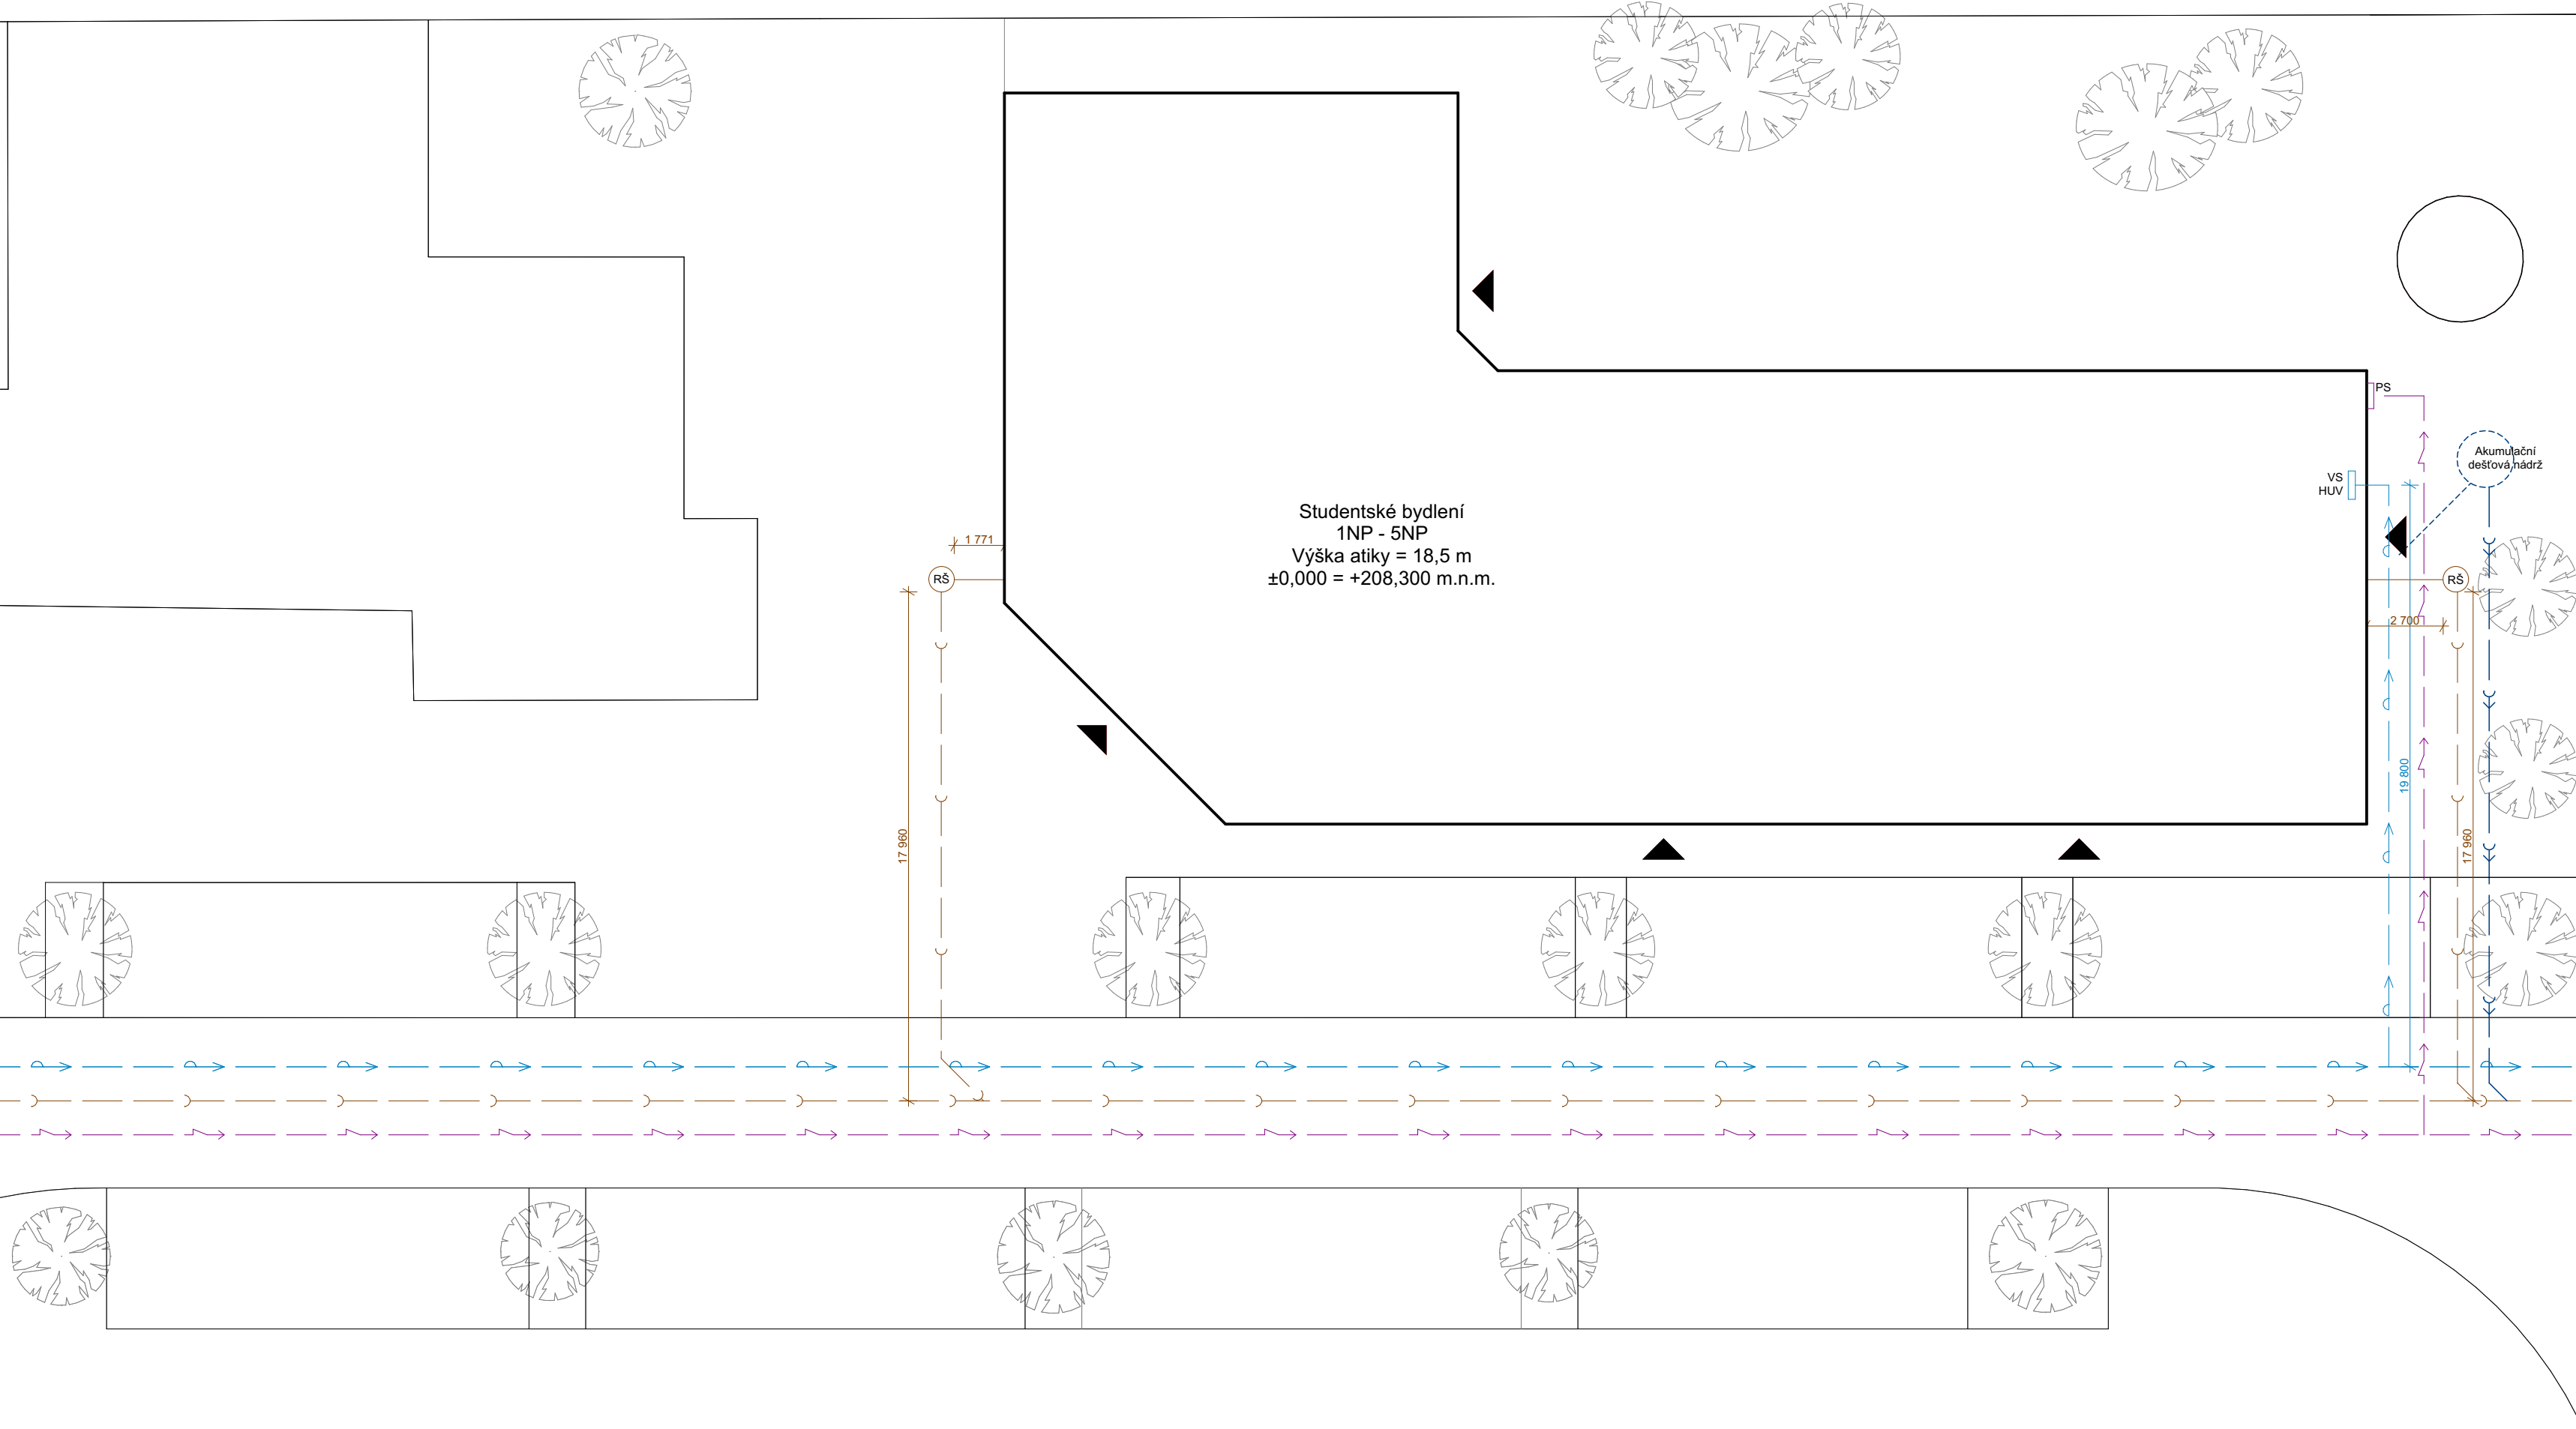 PS
Akumulační
dešťová nádrž
VS
HUV
Studentské bydlení
1NP - 5NP
Výška atiky = 18,5 m
±0,000 = +208,300 m.n.m.
1 771
RŠ
RŠ
2 700
19 800
17 960
17 960